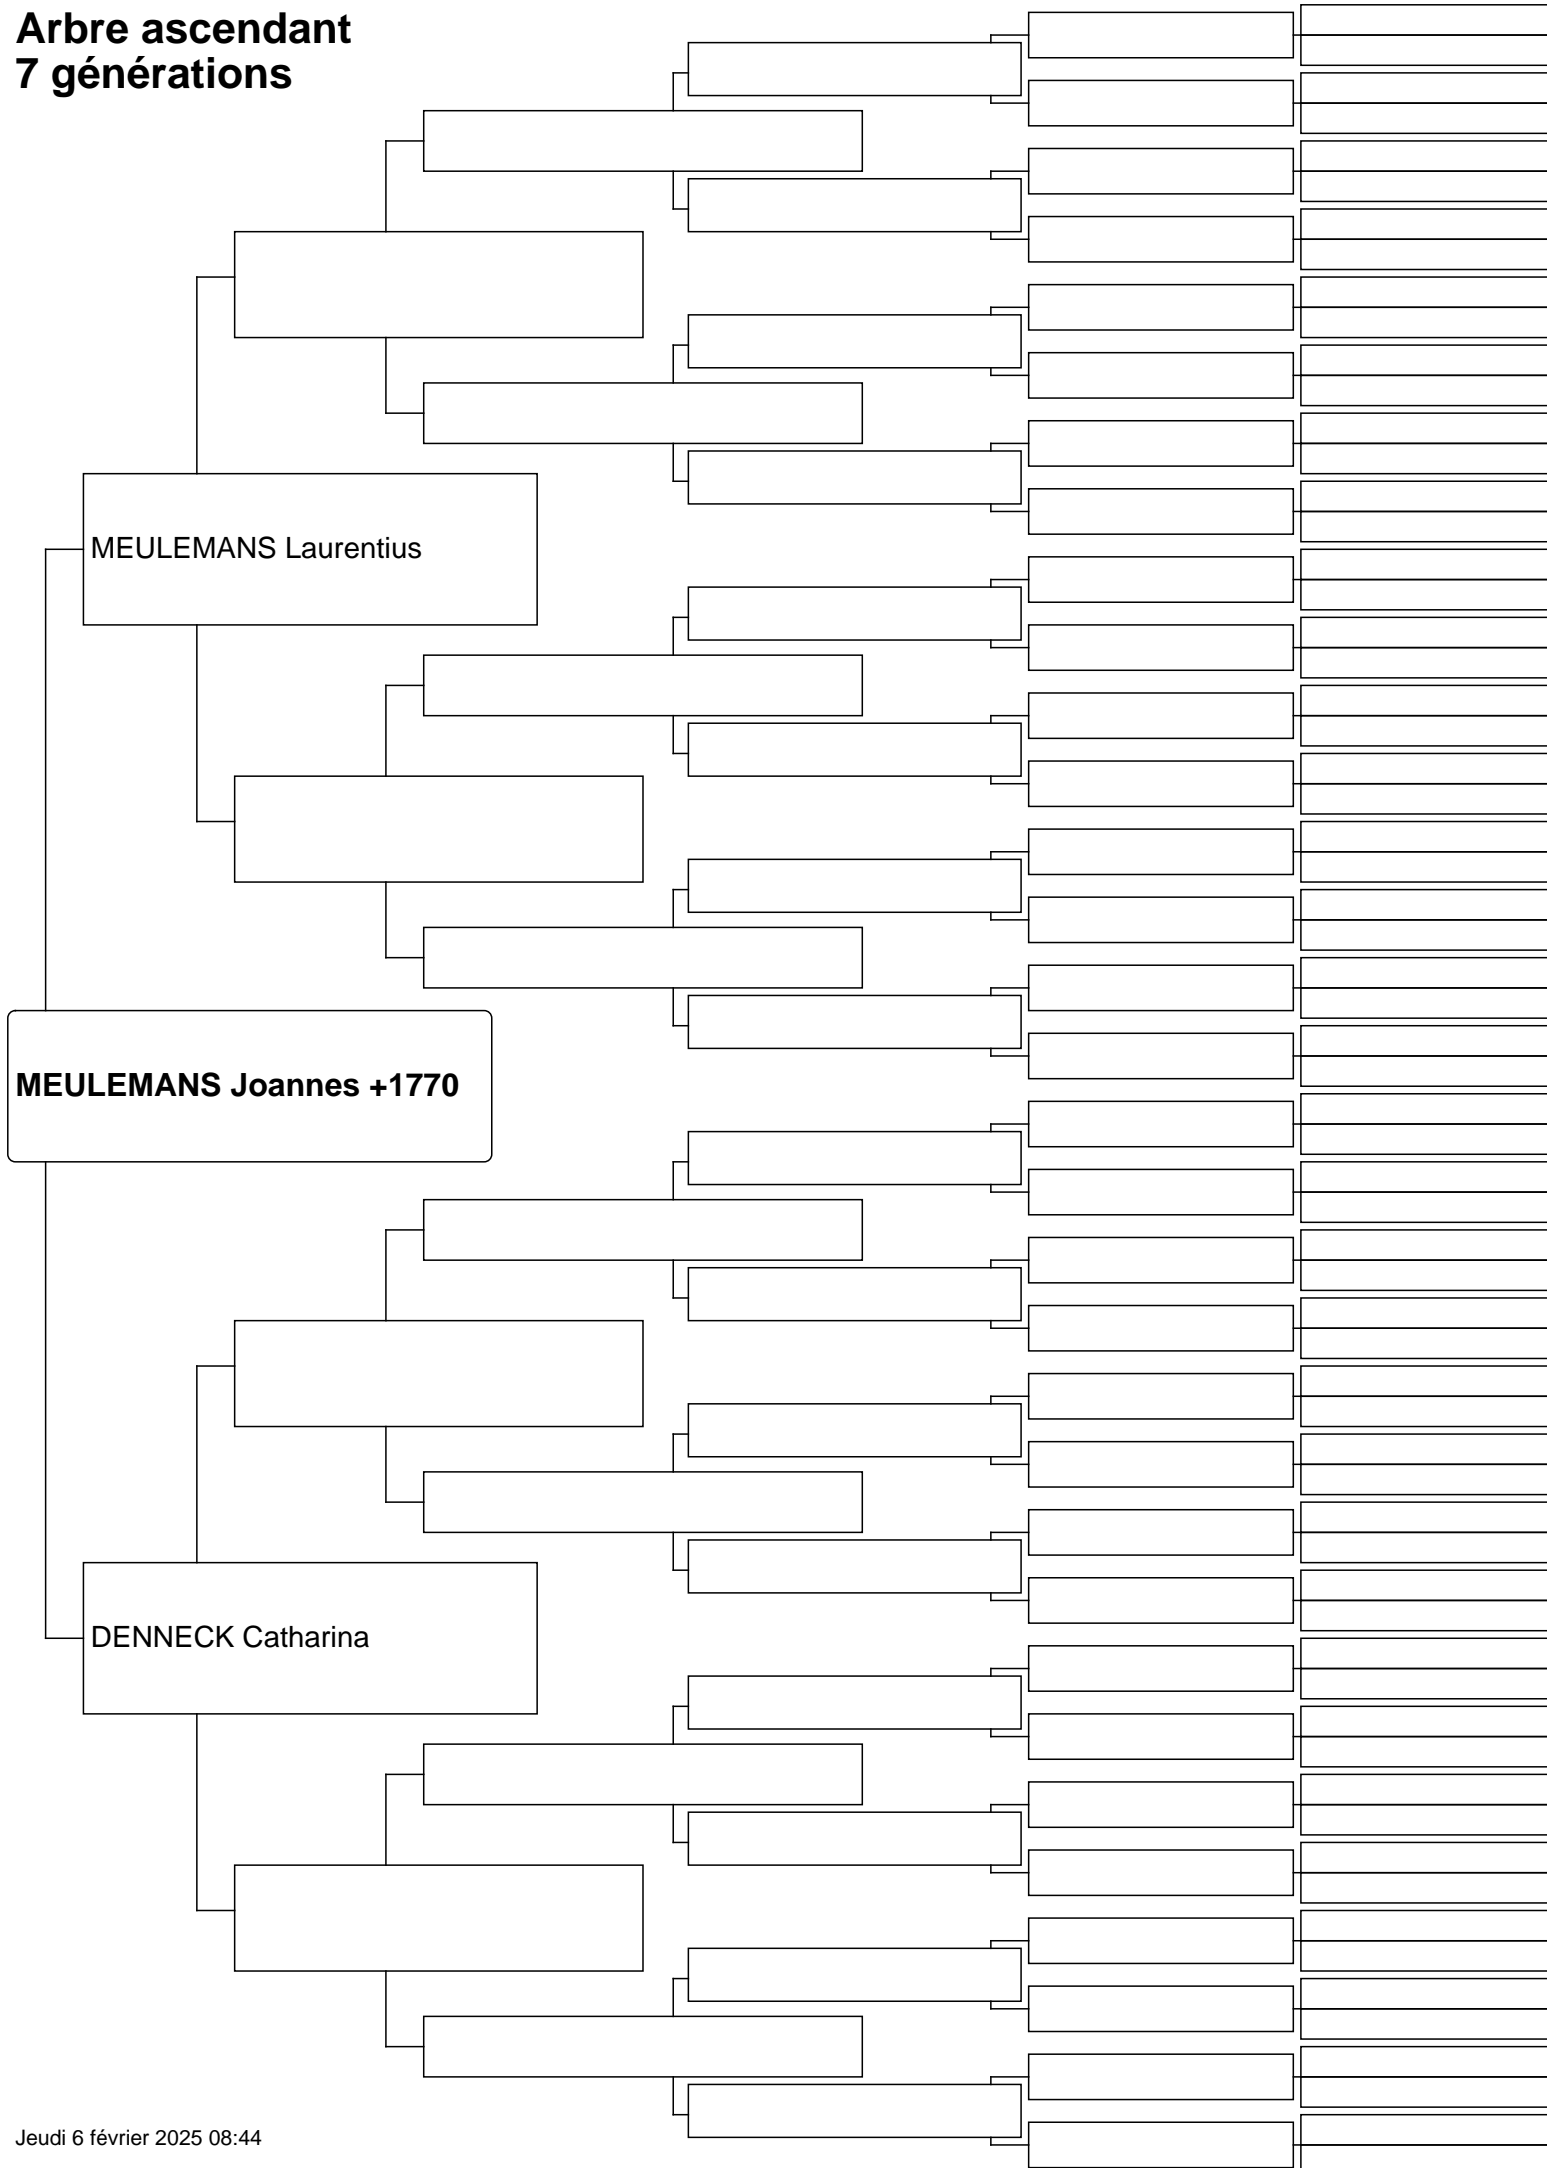 Arbre ascendant
7 générations
MEULEMANS Laurentius
MEULEMANS Joannes +1770
DENNECK Catharina
Jeudi 6 février 2025 08:44